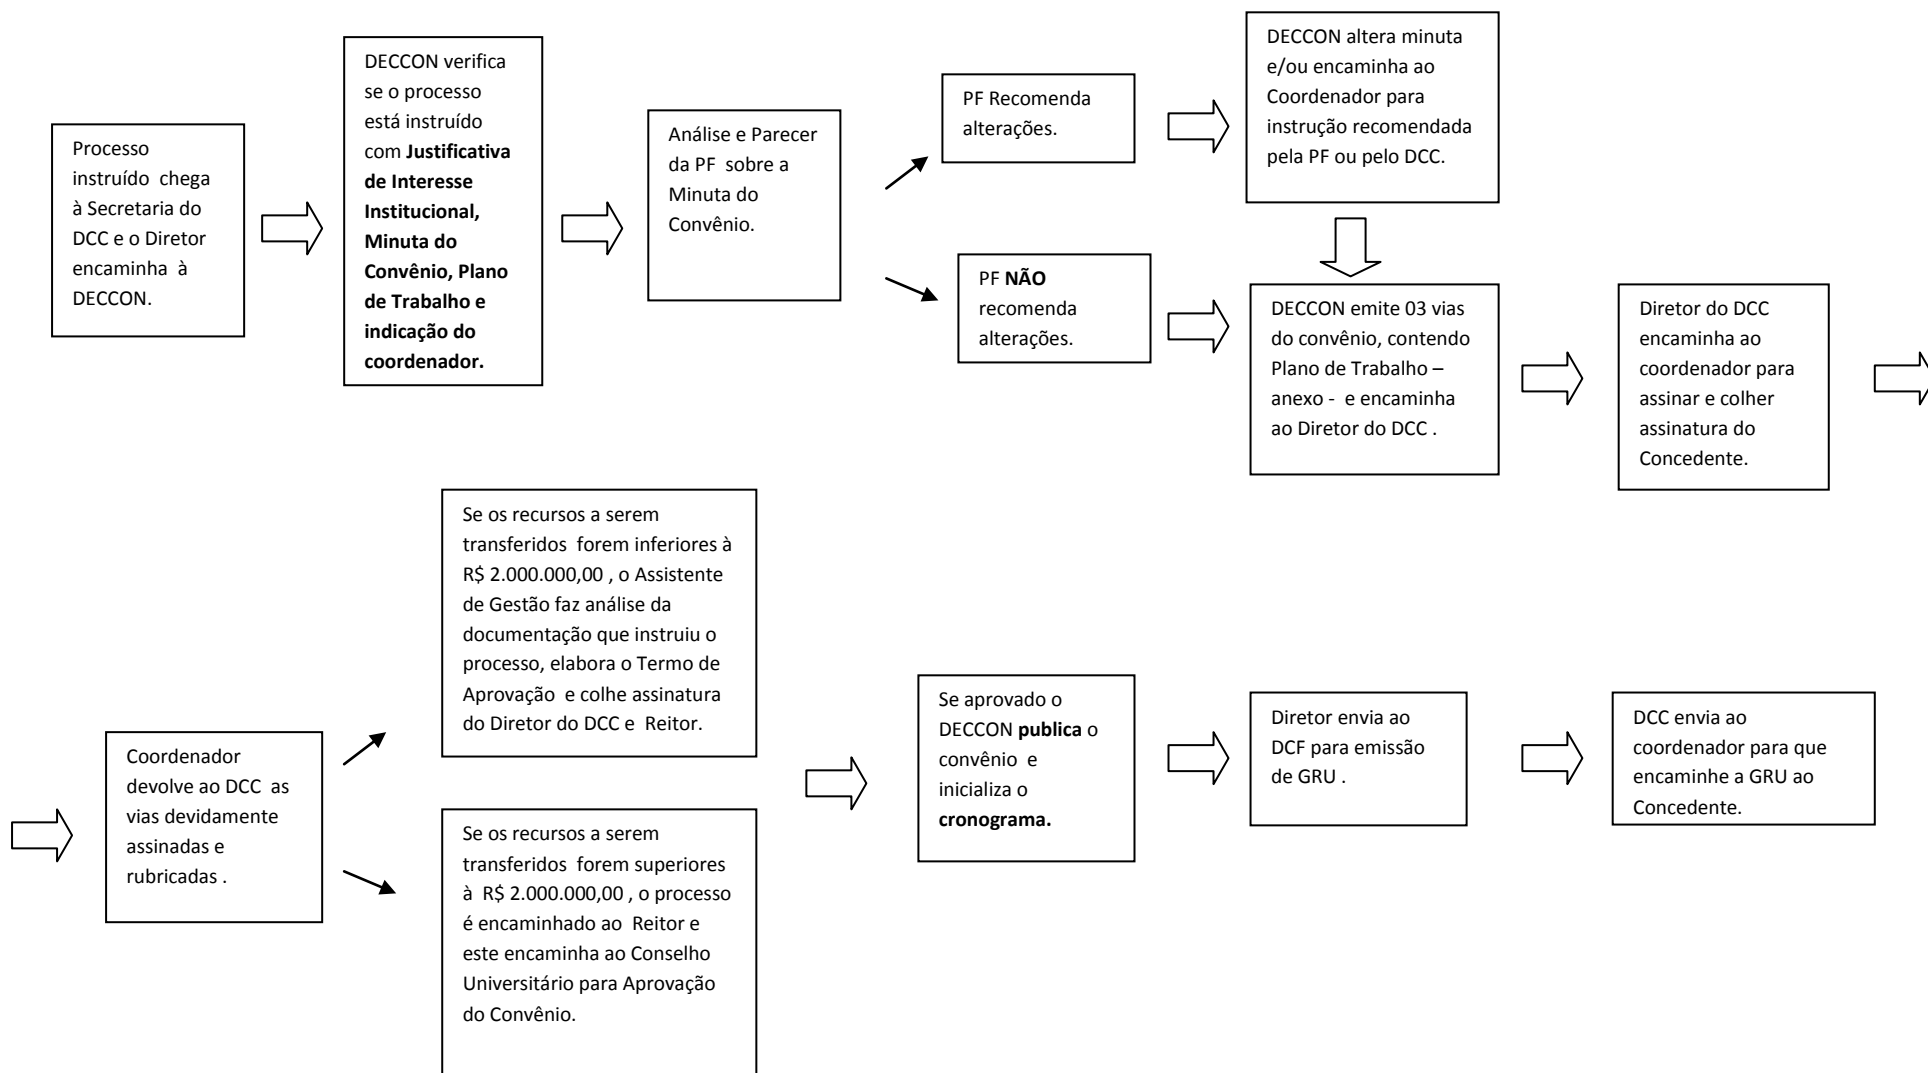 Processo
instruído chega
à Secretaria do
DCC e o Diretor
encaminha à
DECCON.
DECCON verifica
se o processo
está instruído
com Justificativa
de Interesse
Institucional,
Minuta do
Convênio, Plano
de Trabalho e
indicação do
coordenador.
Análise e Parecer
da PF sobre a
Minuta do
Convênio.
PF Recomenda
alterações.
DECCON altera minuta
e/ou encaminha ao
Coordenador para
instrução recomendada
pela PF ou pelo DCC.
PF NÃO
recomenda
alterações.
DECCON emite 03 vias
do convênio, contendo
Plano de Trabalho –
anexo - e encaminha
ao Diretor do DCC .
Diretor do DCC
encaminha ao
coordenador para
assinar e colher
assinatura do
Concedente.
Coordenador
devolve ao DCC as
vias devidamente
assinadas e
rubricadas .
Se os recursos a serem
transferidos forem inferiores à
R$ 2.000.000,00 , o Assistente
de Gestão faz análise da
documentação que instruiu o
processo, elabora o Termo de
Aprovação e colhe assinatura
do Diretor do DCC e Reitor.
Se os recursos a serem
transferidos forem superiores
à R$ 2.000.000,00 , o processo
é encaminhado ao Reitor e
este encaminha ao Conselho
Universitário para Aprovação
do Convênio.
Se aprovado o
DECCON publica o
convênio e
inicializa o
cronograma.
Diretor envia ao
DCF para emissão
de GRU .
DCC envia ao
coordenador para que
encaminhe a GRU ao
Concedente.